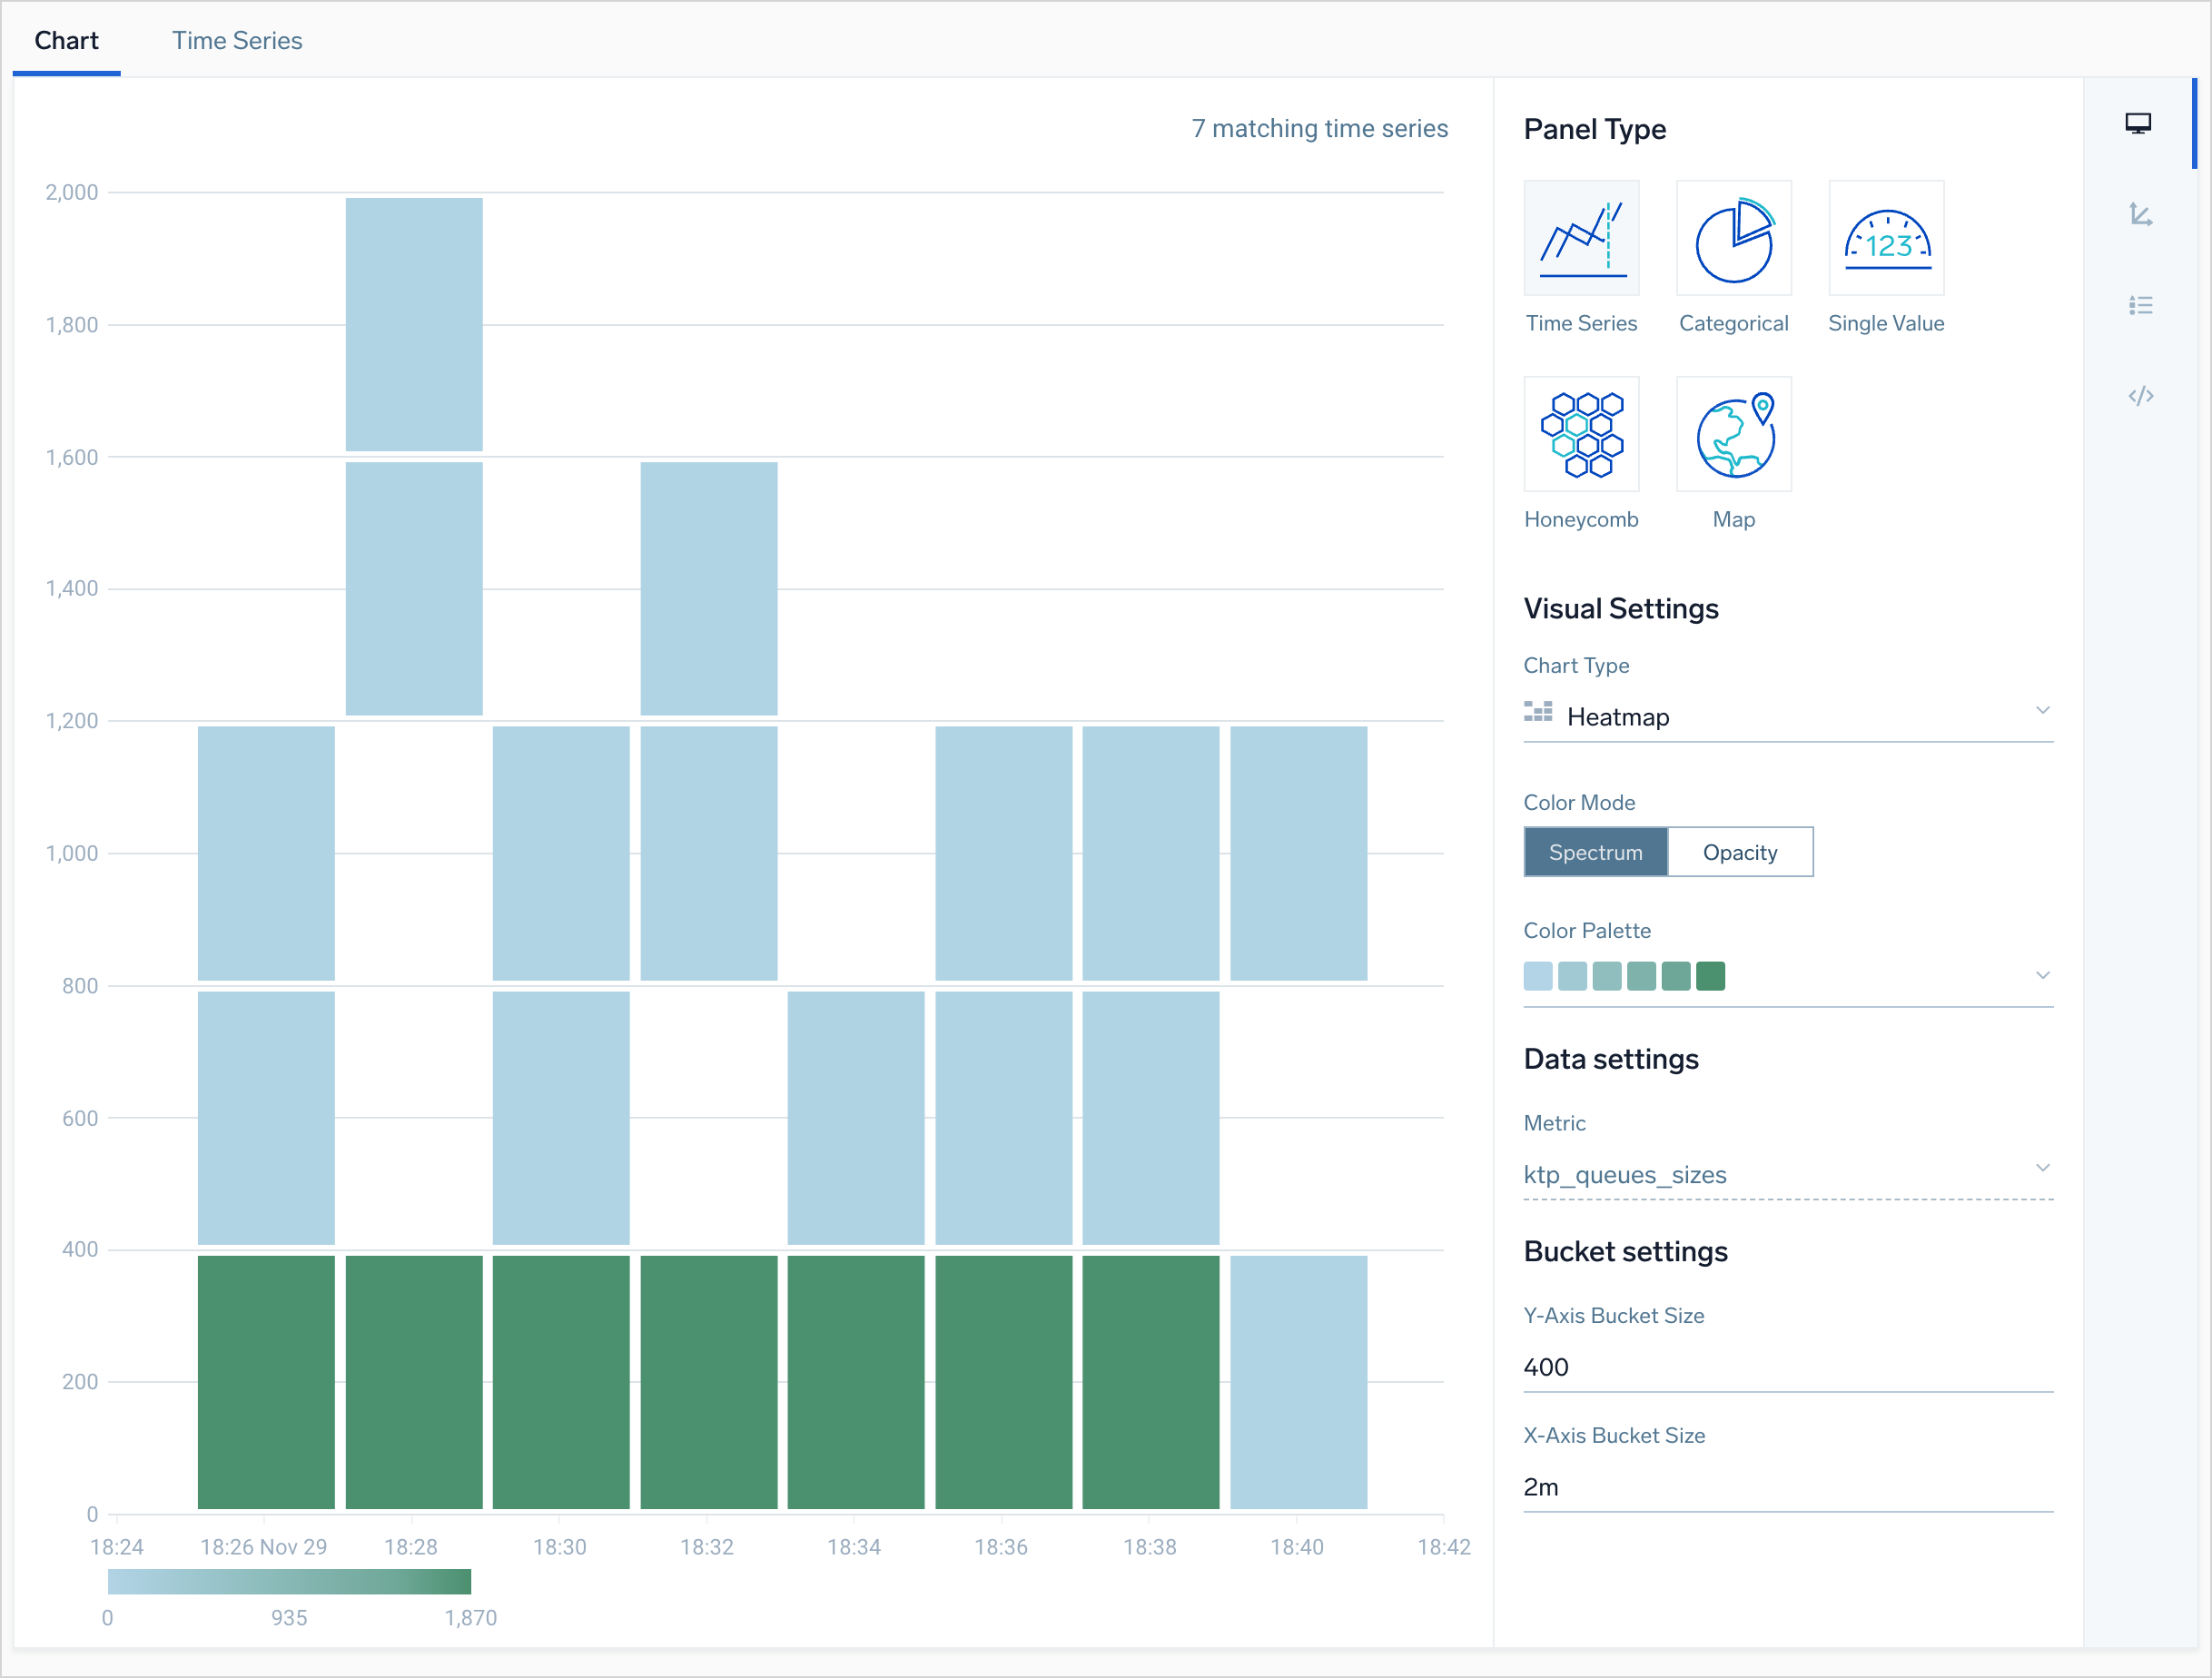 Chart
Time Series
7 matching time series
2,000
1,800
1,600
1,400
1,200
1,000
800
600
400
200
0
18:24
18:26 Nov 29
18:28
18:30
18:32
18:34
18:36
18:38
18:40
18:42
0
935
1,870
Panel Type
123
Time Series
Categorical
Single Value
Honeycomb
Map
Visual Settings
Chart Type
Heatmap
Color Mode
Spectrum
Opacity
Color Palette
Data settings
Metric
ktp_queues_sizes
Bucket settings
Y-Axis Bucket Size
400
X-Axis Bucket Size
2m